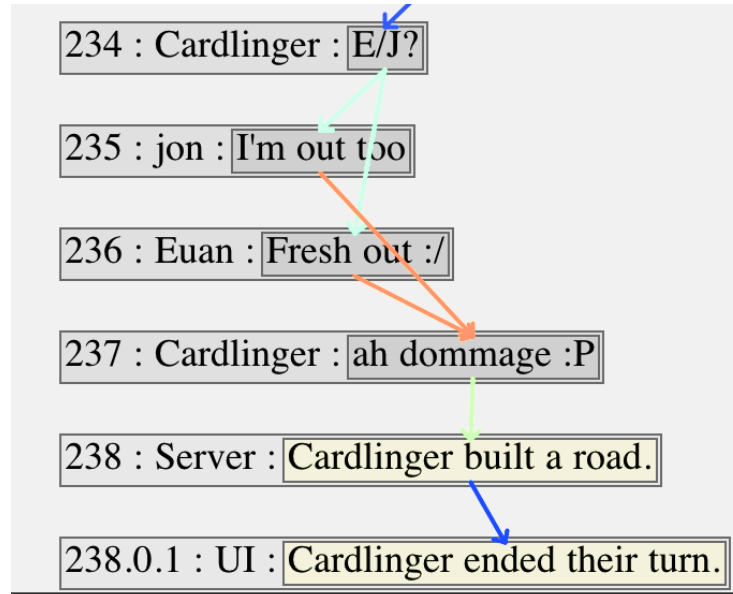 234 : Cardlinger : E/J?
235 : jon : I'm out too
236 : Euan : Fresh out :/
237 : Cardlinger : ah dommage :P
238 : Server : Cardlinger built a road.
238.0.1 : UI : Cardlinger ended their turn.